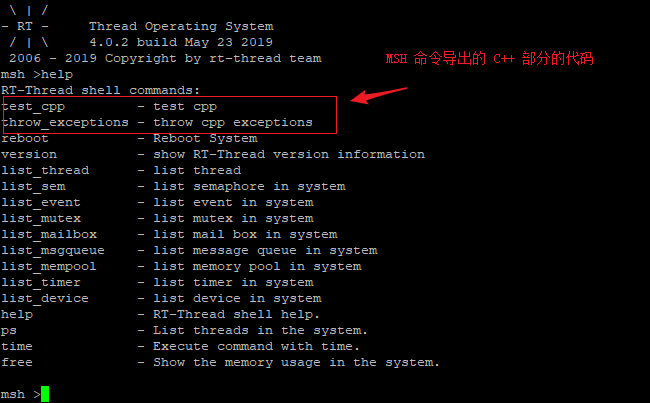 \ | /
- RT -     Thread Operating System
 / | \     4.0.2 build May 23 2019
 2006 - 2019 Copyright by rt-thread team
MSH 命令导出的 C++ 部分的代码
msh >help
RT-Thread shell commands:
test_cpp         - test cpp
throw_exceptions - throw cpp exceptions
reboot           - Reboot System
version          - show RT-Thread version information
list_thread      - list thread
list_sem         - list semaphore in system
list_event       - list event in system
list_mutex       - list mutex in system
list_mailbox     - list mail box in system
list_msgqueue    - list message queue in system
list_mempool     - list memory pool in system
list_timer       - list timer in system
list_device      - list device in system
help             - RT-Thread shell help.
ps               - List threads in the system.
time             - Execute command with time.
free             - Show the memory usage in the system.
msh >